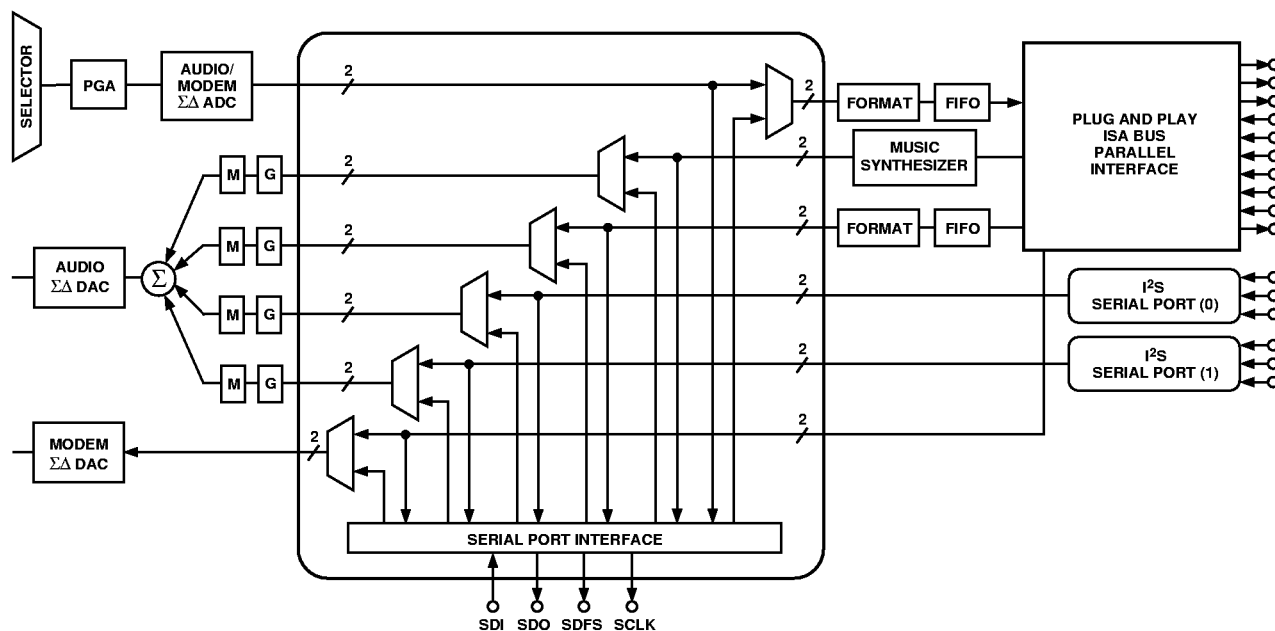 SELECTOR
PGA
AUDIO/
MODEM
ΣΔ ADC
2
2
FORMAT
FIFO
PLUG AND PLAY
ISA BUS
PARALLEL
INTERFACE
M
G
2
2
MUSIC
SYNTHESIZER
M
G
2
2
FORMAT
FIFO
AUDIO
ΣΔ DAC
Σ
M
G
2
2
I²S
SERIAL PORT (0)
M
G
2
2
I²S
SERIAL PORT (1)
MODEM
ΣΔ DAC
2
2
SERIAL PORT INTERFACE
SDI
SDO
SDFS
SCLK